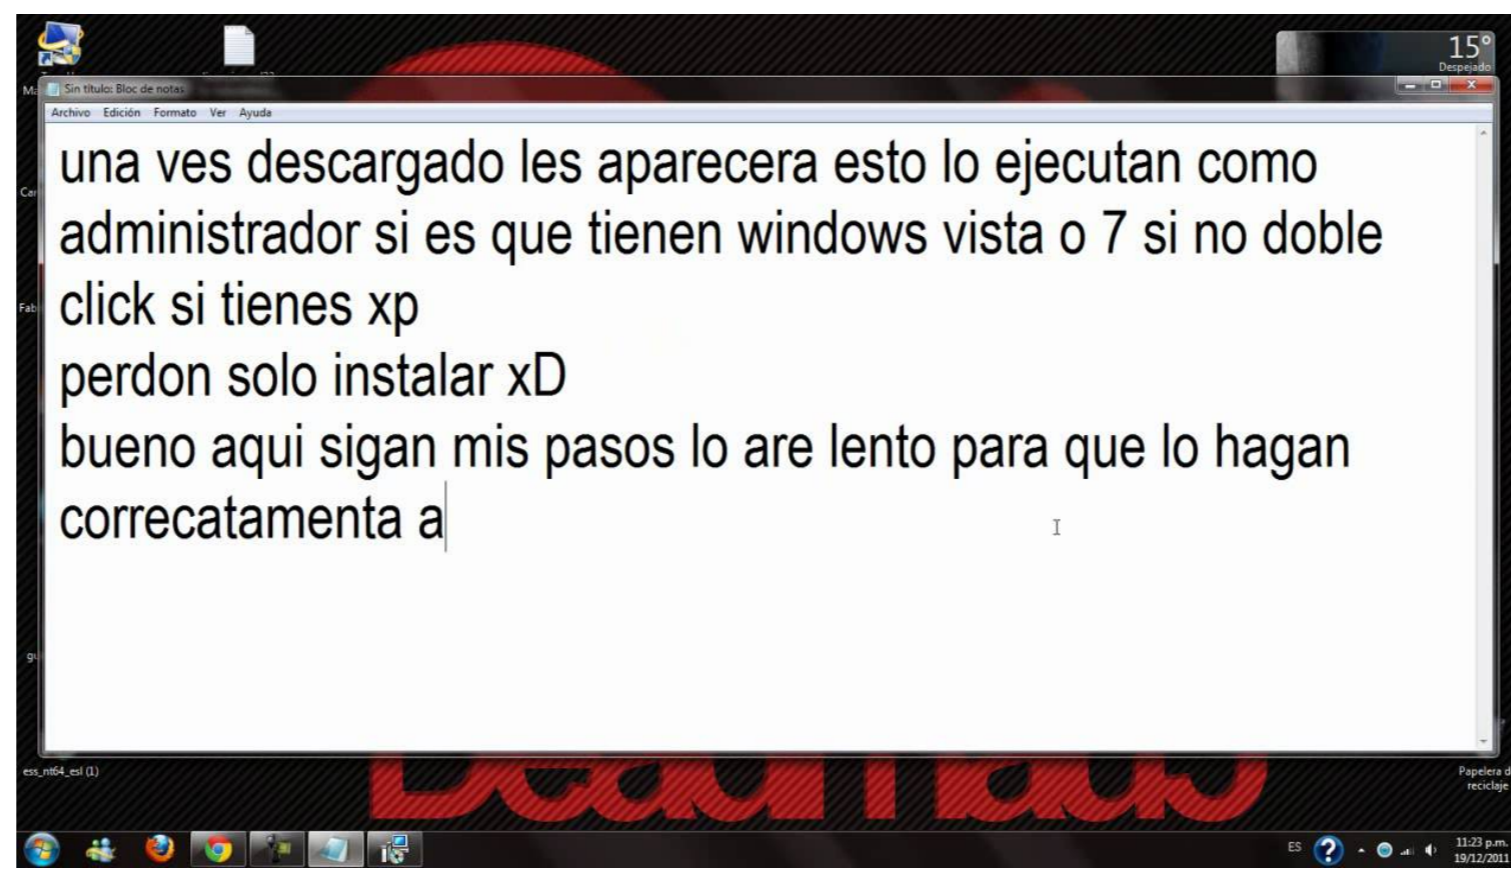 15°
Despejado
Sin título: Bloc de notas
Archivo Edición Formato Ver Ayuda
una ves descargado les aparecera esto lo ejecutan como
administrador si es que tienen windows vista o 7 si no doble
click si tienes xp
perdon solo instalar xD
bueno aqui sigan mis pasos lo are lento para que lo hagan
correcatamenta a
ess_nt64_esl (1)
Papelera d
reciclaje
ES
11:23 p.m.
19/12/2011